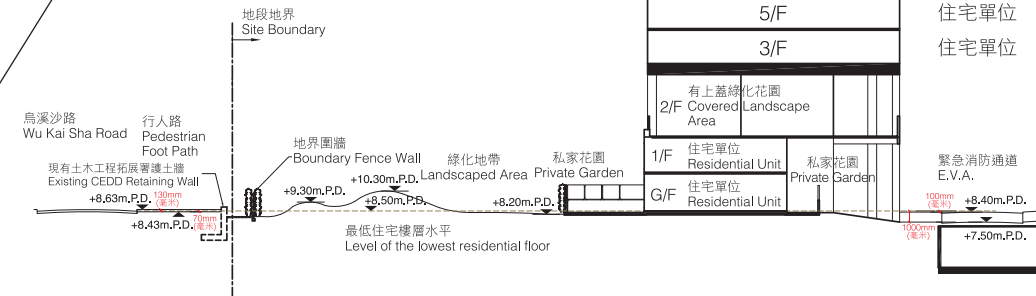 地段地界
Site Boundary
5/F
住宅單位
3/F
住宅單位
有上蓋綠化花園
2/F Covered Landscape
Area
烏溪沙路
Wu Kai Sha Road
行人路
Pedestrian
Foot Path
地界圍牆
Boundary Fence Wall
現有土木工程拓展署護土牆
Existing CEDD Retaining Wall
綠化地帶
Landscaped Area
私家花園
Private Garden
1/F
住宅單位
Residential Unit
G/F
住宅單位
Residential Unit
私家花園
Private Garden
緊急消防通道
E.V.A.
+8.63m.P.D.
130mm
(毫米)
+8.43m.P.D.
70mm
(毫米)
+9.30m.P.D.
+10.30m.P.D.
+8.50m.P.D.
+8.20m.P.D.
最低住宅樓層水平
Level of the lowest residential floor
100mm
(毫米)
+8.40m.P.D.
1000mm
(毫米)
+7.50m.P.D.